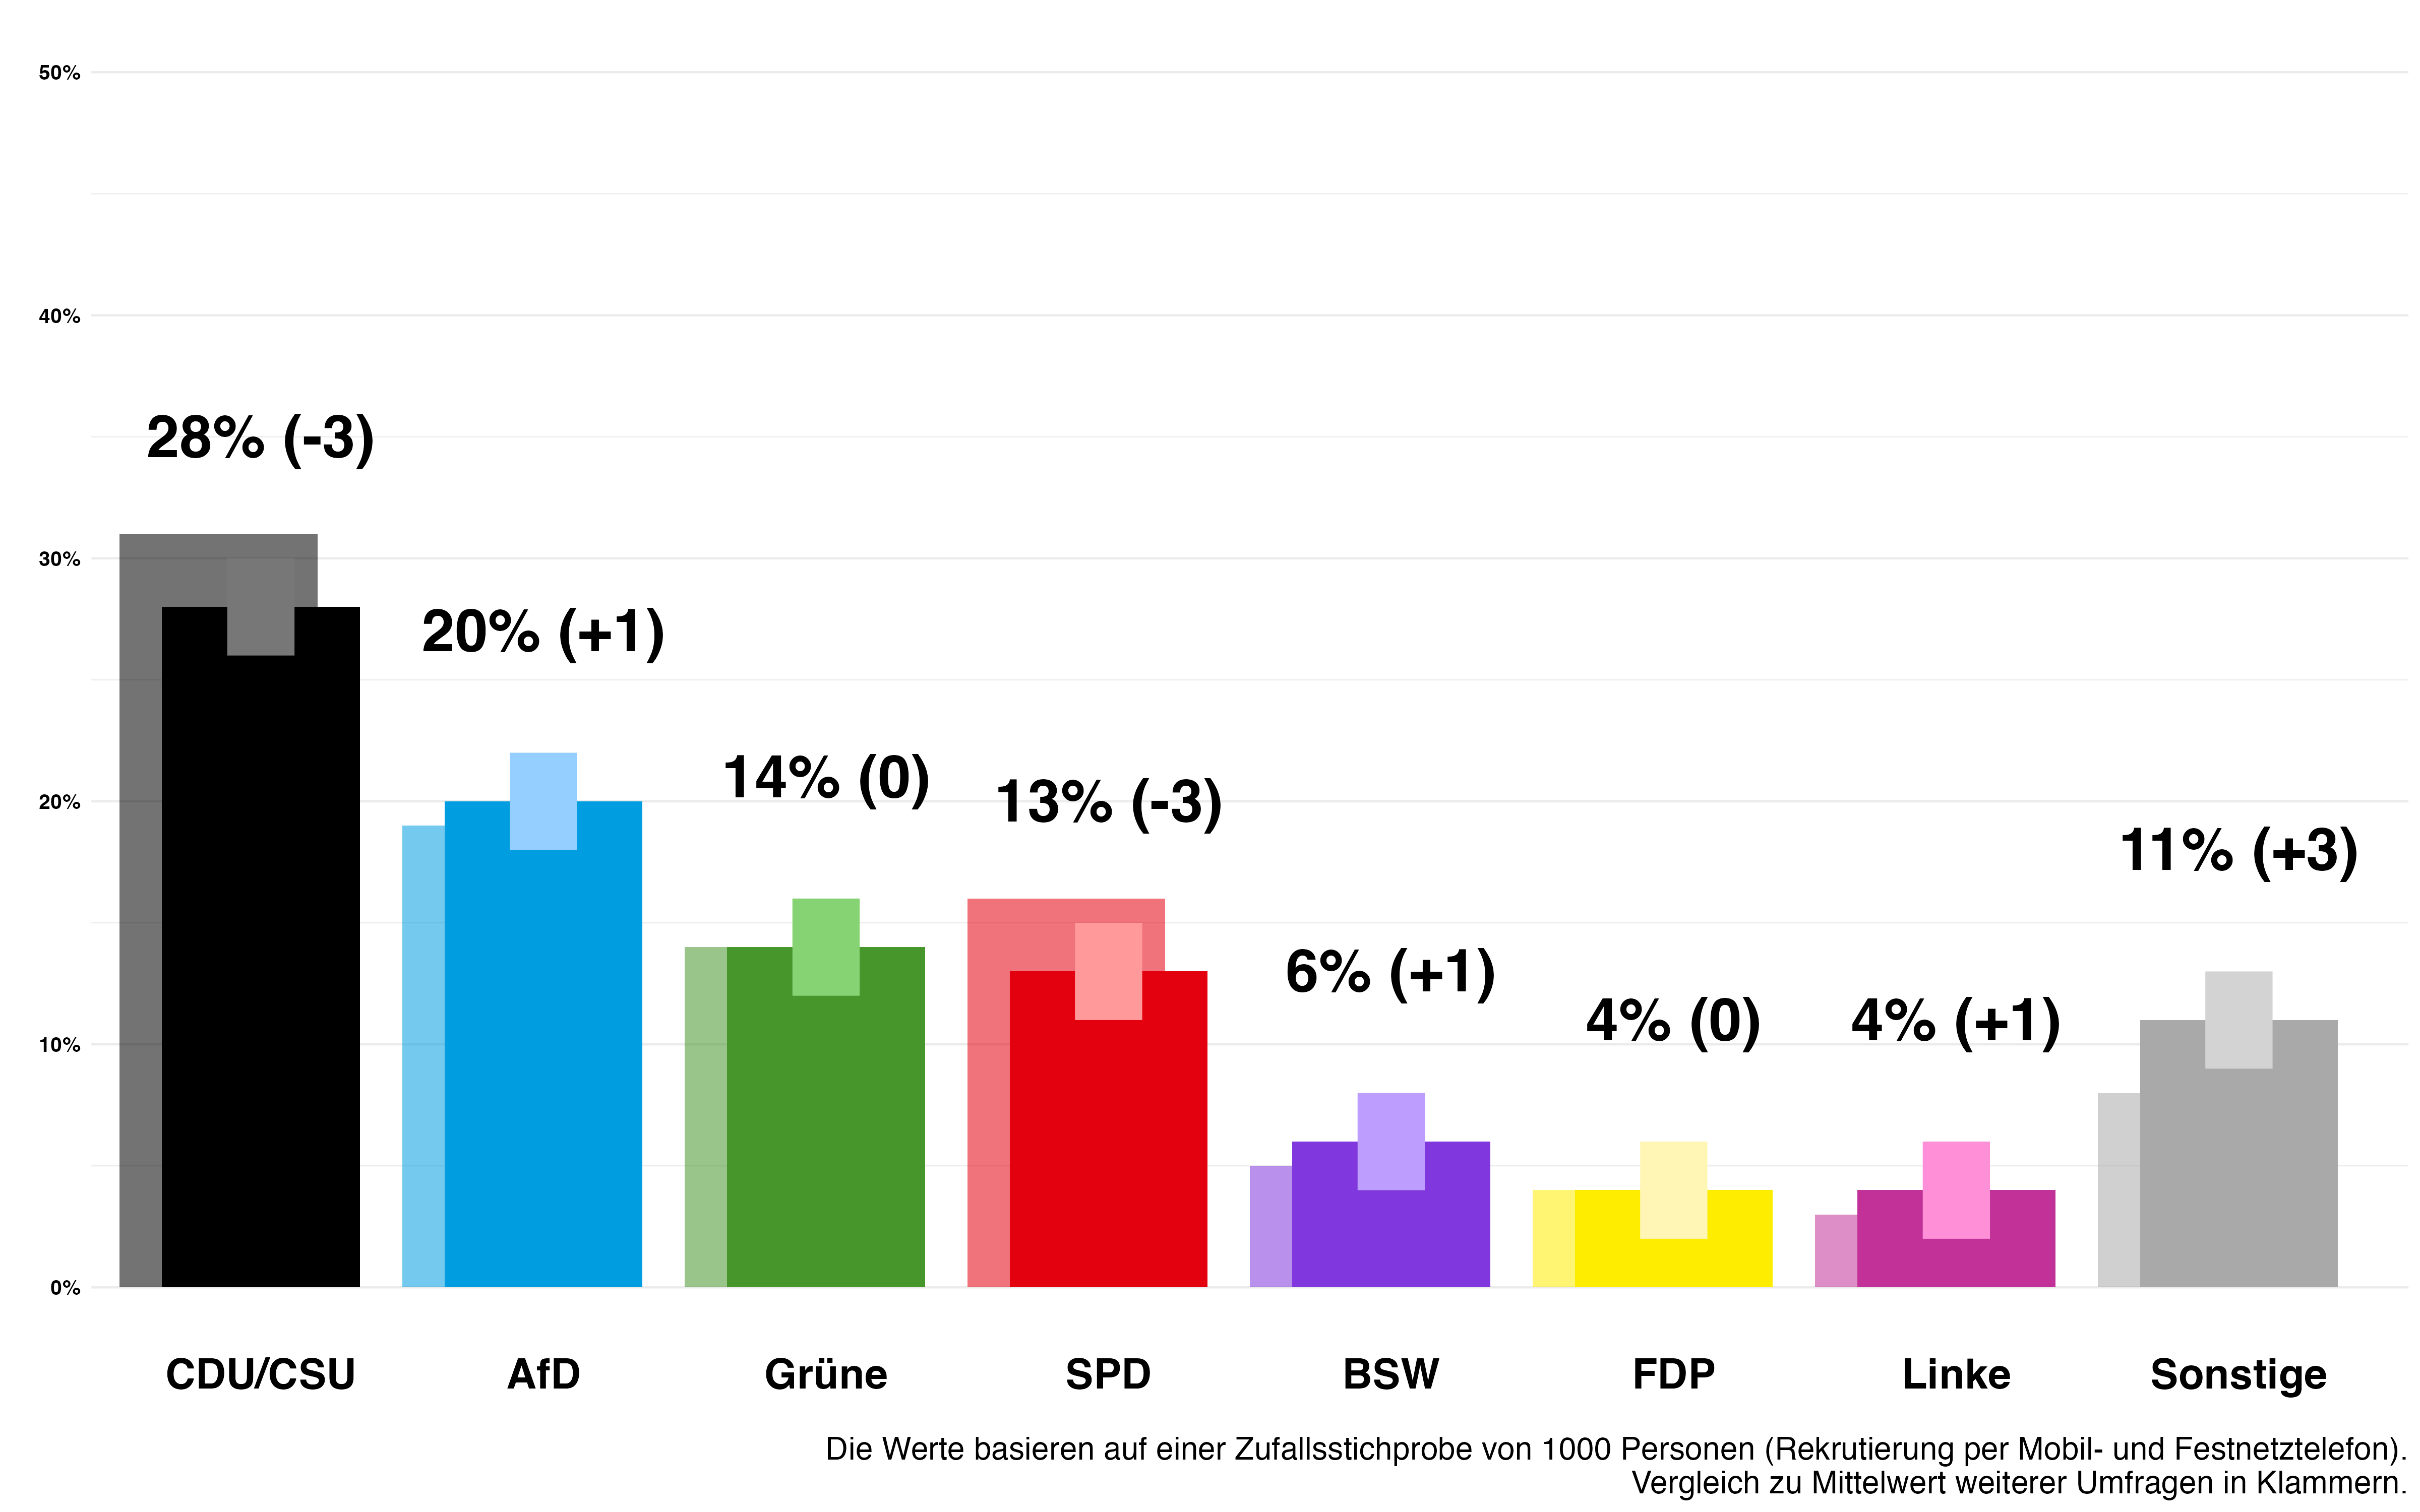 50%
40%
30%
20%
10%
0%
28% (-3)
20% (+1)
14% (0)
13% (-3)
6% (+1)
4% (0)
4% (+1)
11% (+3)
CDU/CSU
AfD
Grüne
SPD
BSW
FDP
Linke
Sonstige
Die Werte basieren auf einer Zufallsstichprobe von 1000 Personen (Rekrutierung per Mobil- und Festnetztelefon).
Vergleich zu Mittelwert weiterer Umfragen in Klammern.